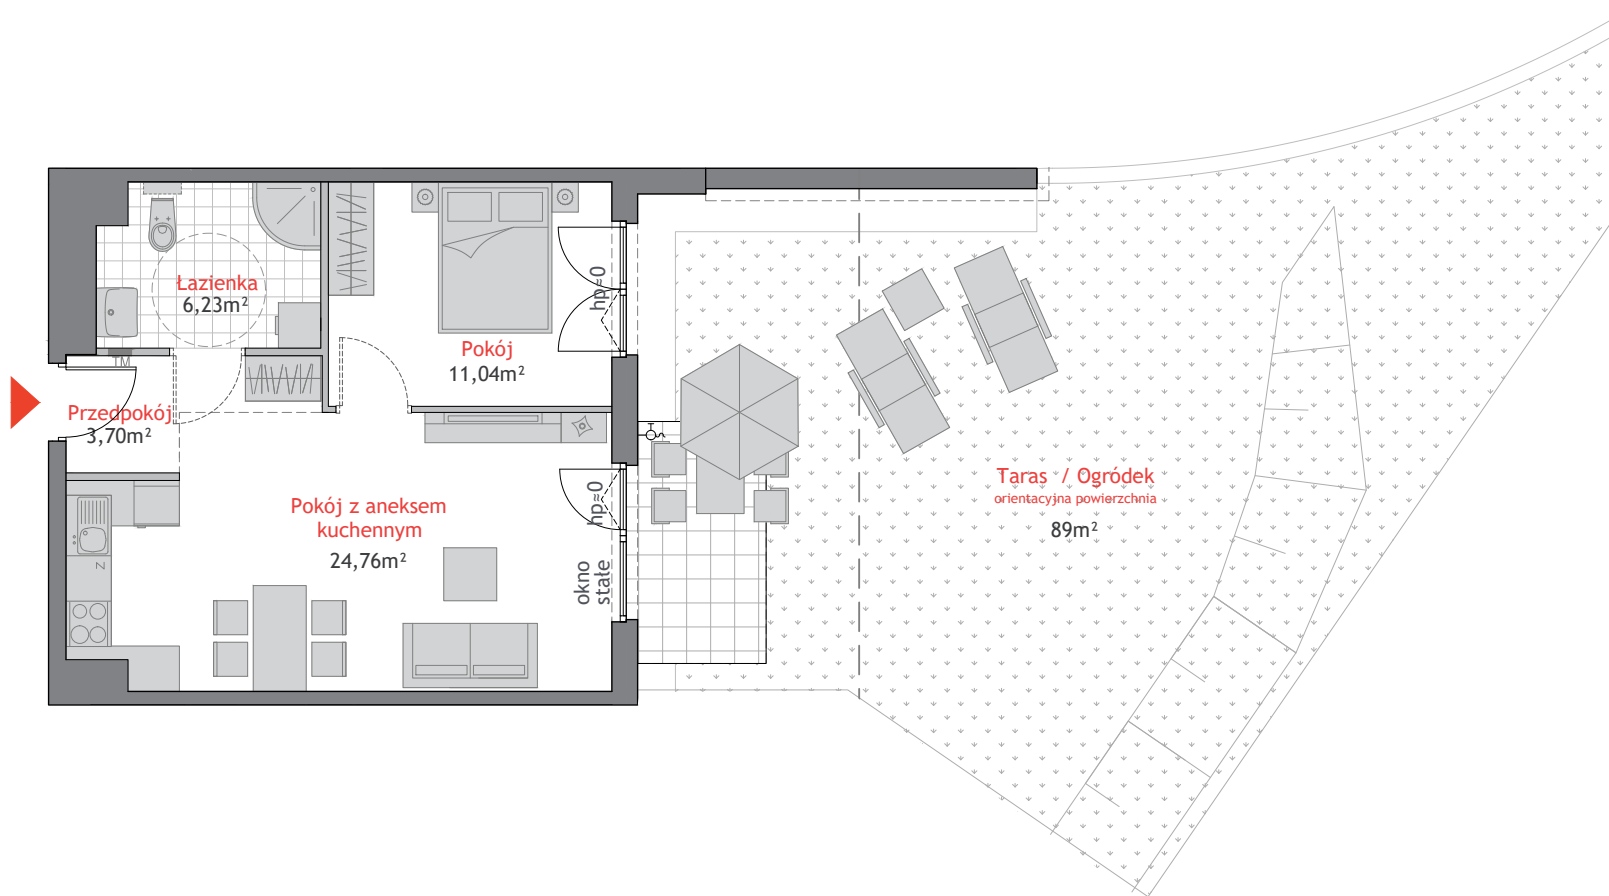 Łazienka
6,23m²
Pokój
11,04m²
hp≈0
TM
Przedpokój
3,70m²
Pokój z aneksem
kuchennym
24,76m²
hp≈0
okno
stałe
N
Taras / Ogródek
orientacyjna powierzchnia
89m²